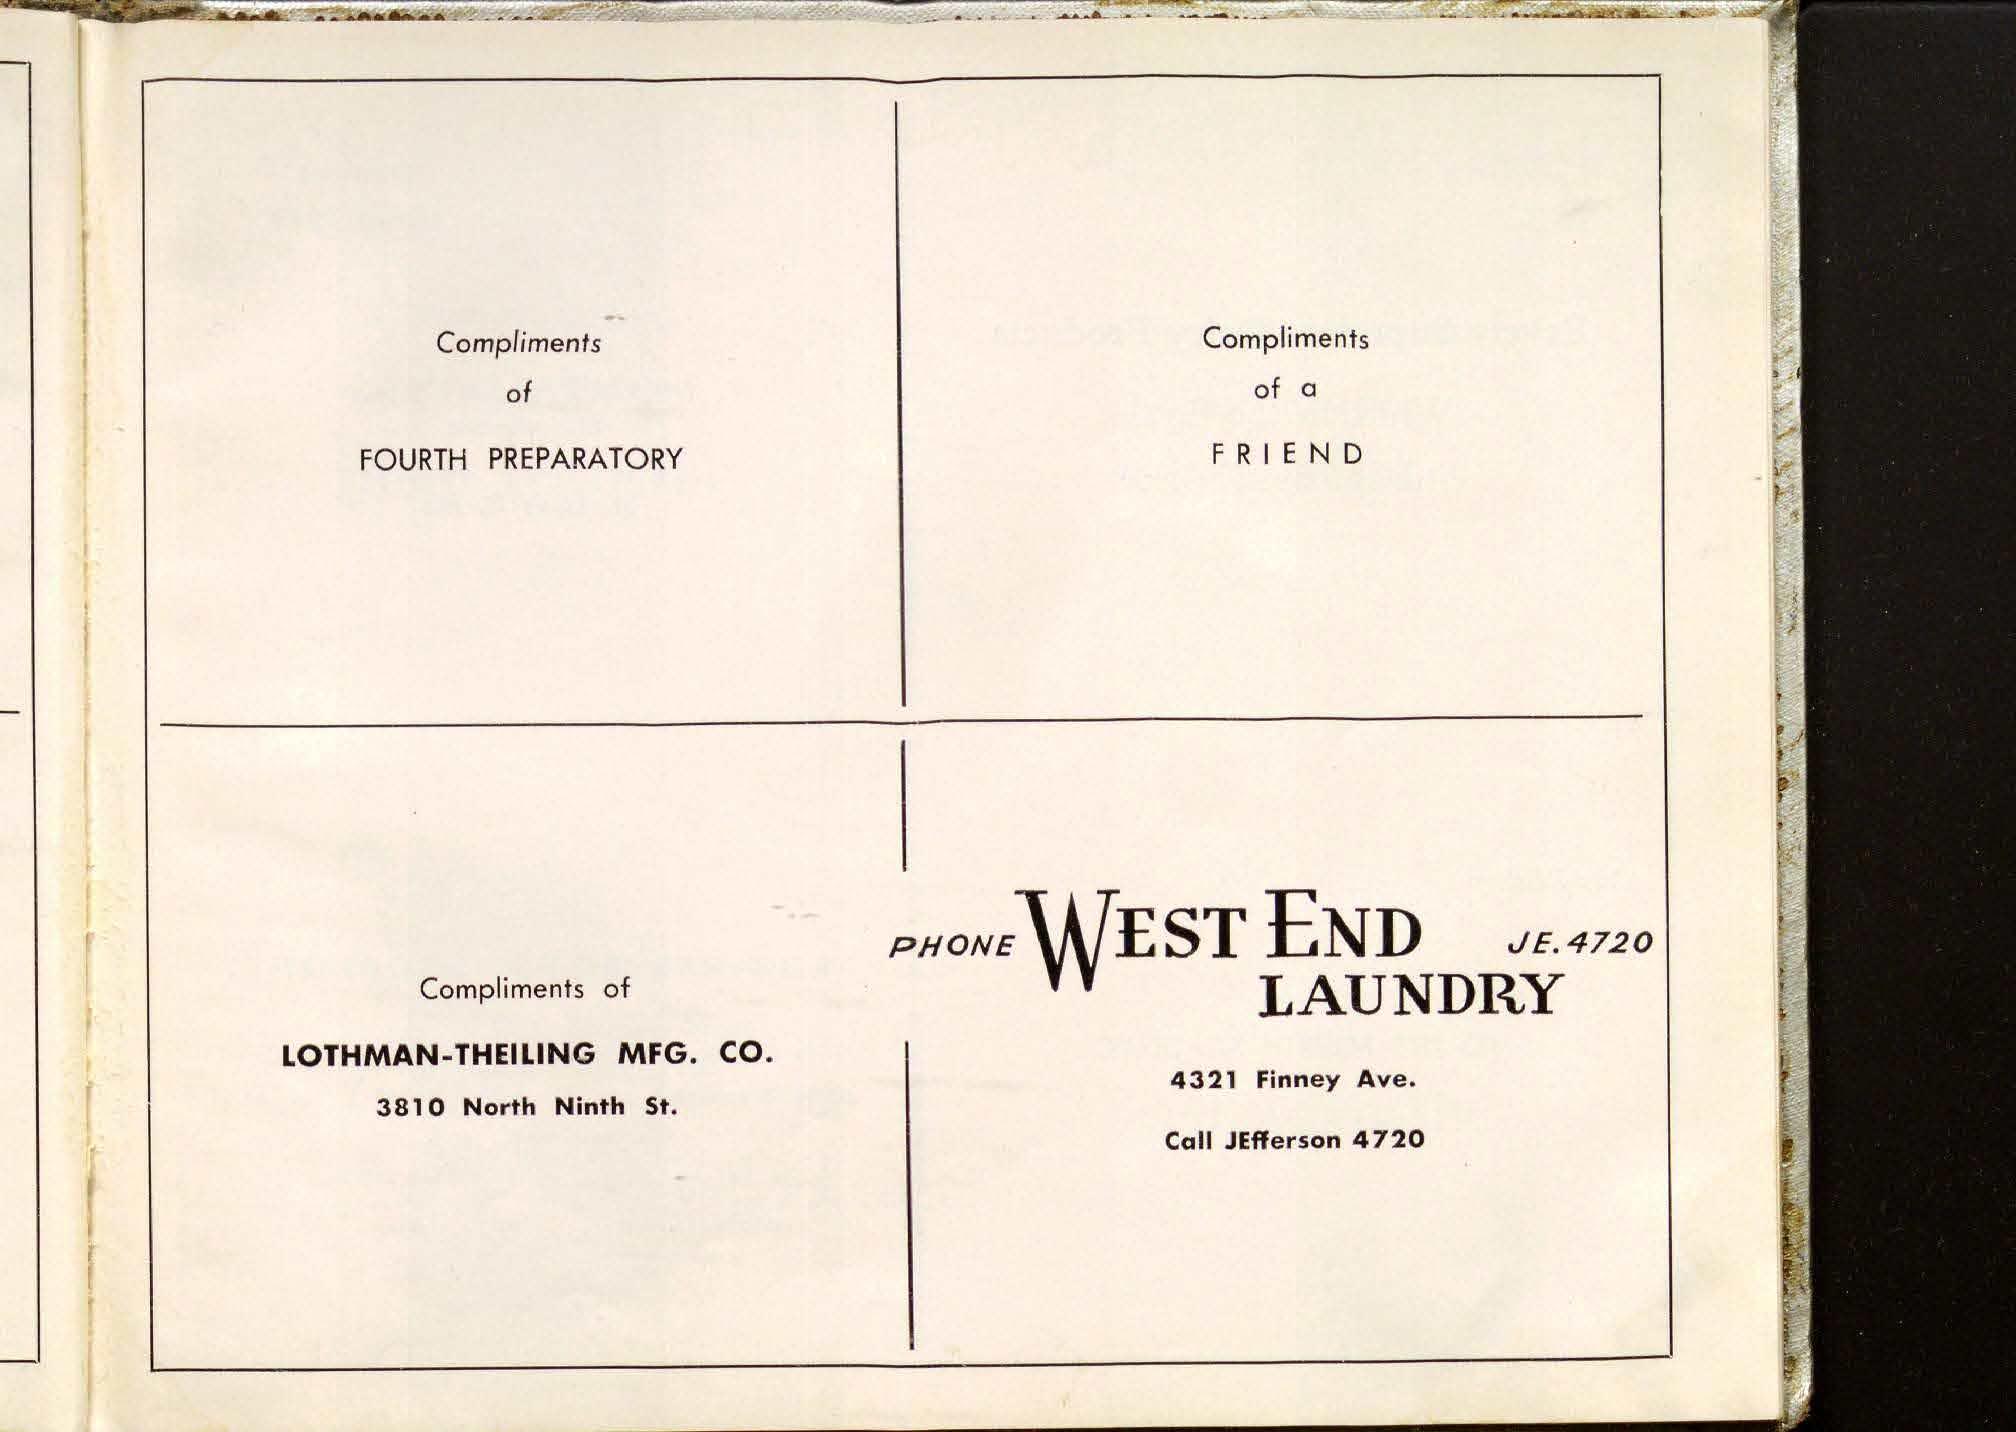 Compliments
of
FOURTH PREPARATORY
Compliments
of a
FRIEND
Compliments of
LOTHMAN-THEILING MFG. CO.
3810 North Ninth St.
PHONE WEST END JE. 4720
LAUNDRY
4321 Finney Ave.
Call JEfferson 4720